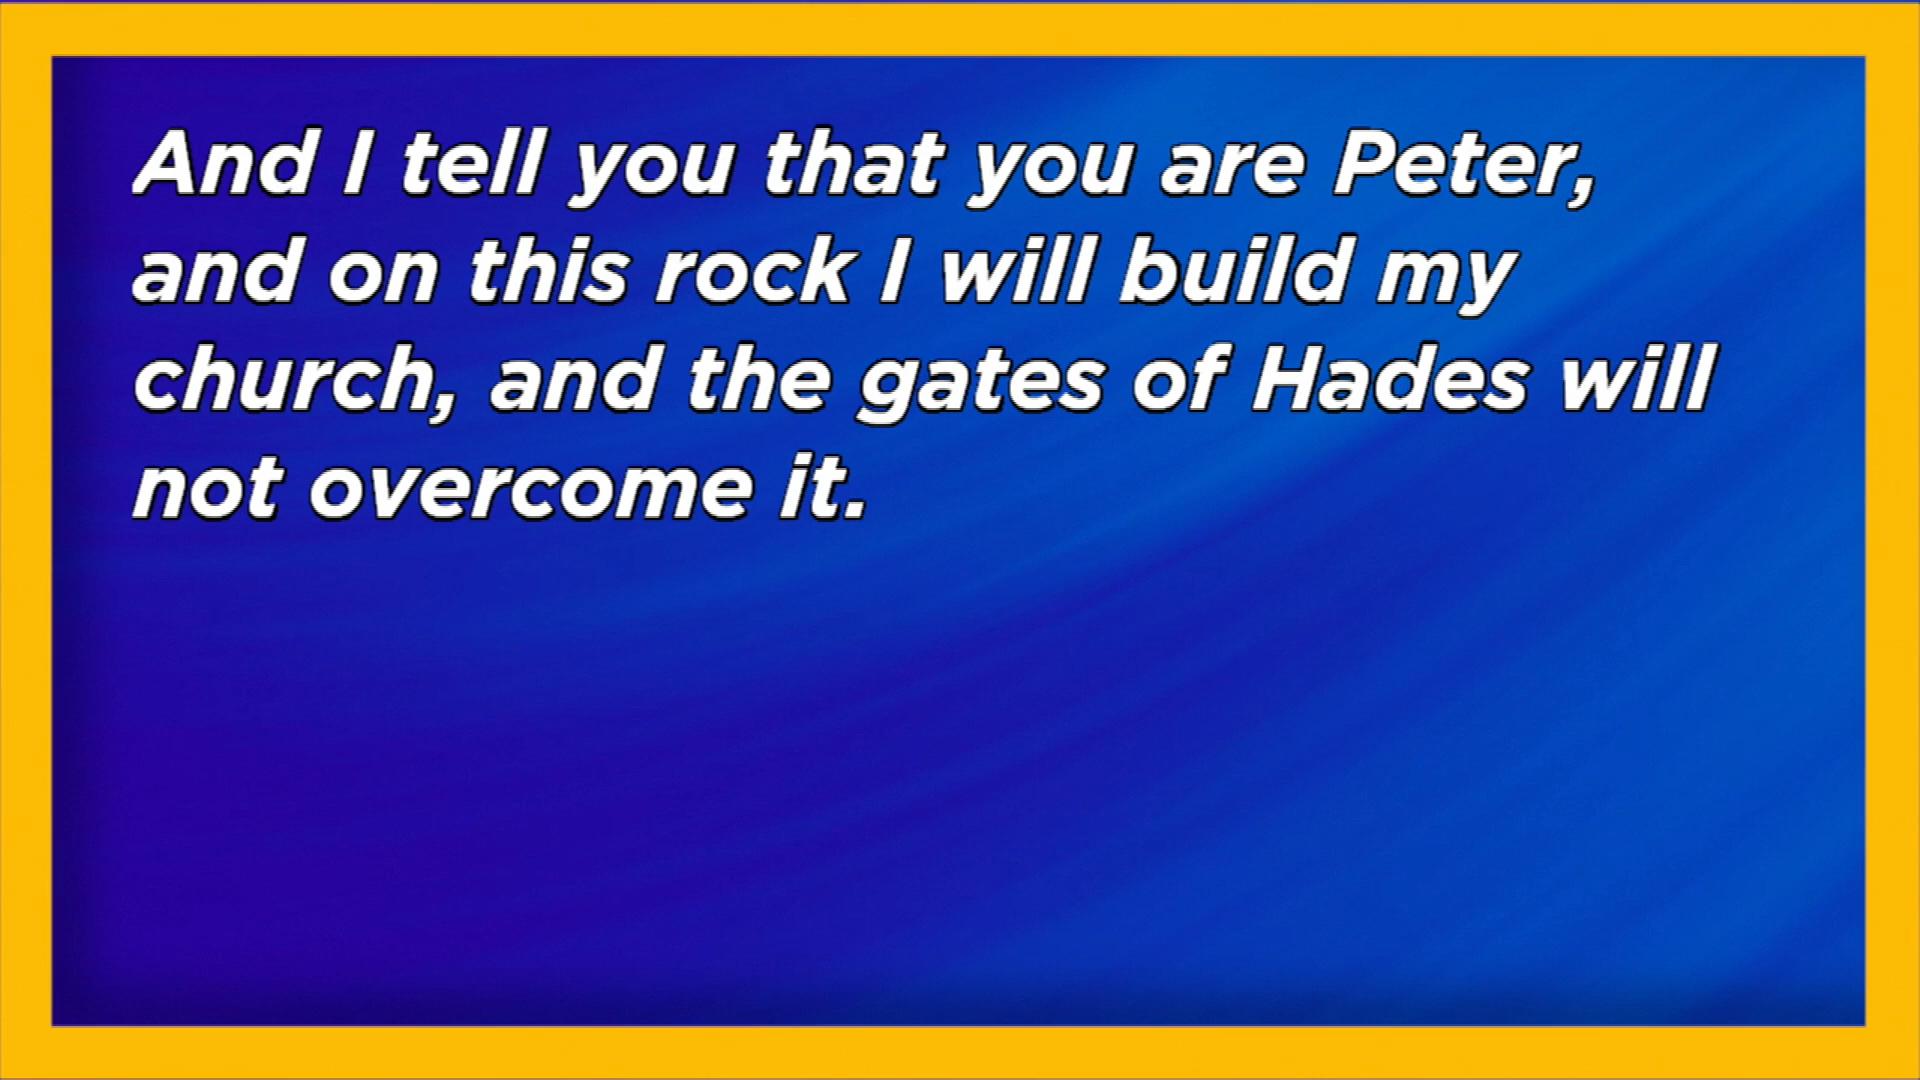 And I tell you that you are Peter,
and on this rock I will build my
church, and the gates of Hades will
not overcome it.